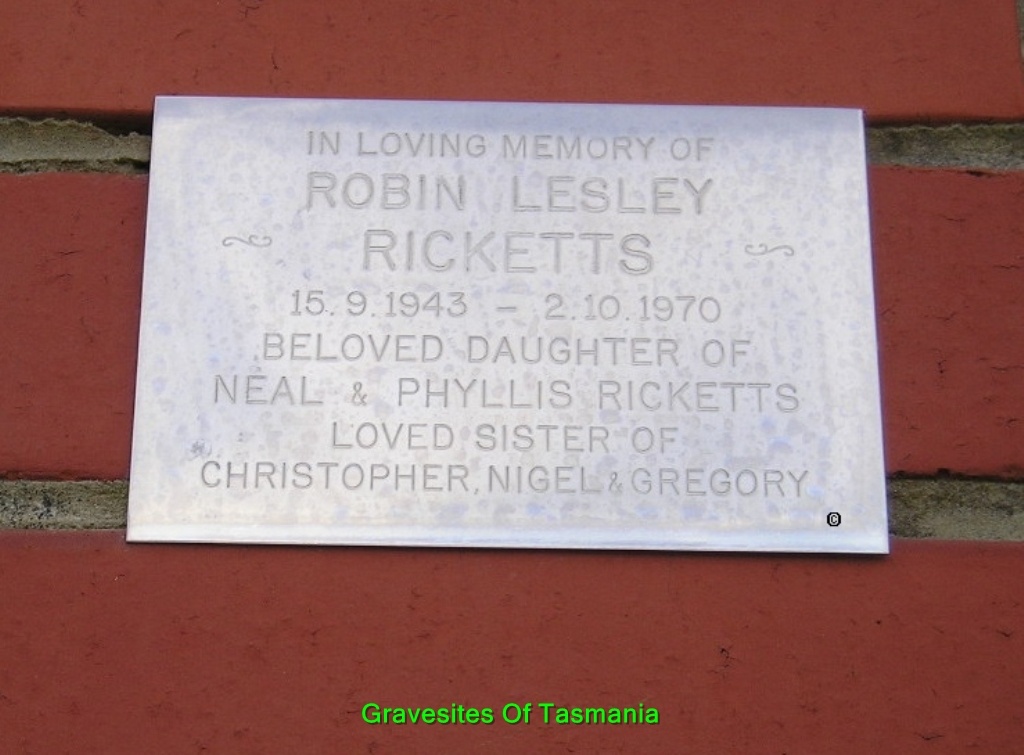 IN LOVING MEMORY OF
ROBIN LESLEY
RICKETTS
15.9.1943 – 2.10.1970
BELOVED DAUGHTER OF
NEAL & PHYLLIS RICKETTS
LOVED SISTER OF
CHRISTOPHER, NIGEL & GREGORY
©
Gravesites Of Tasmania